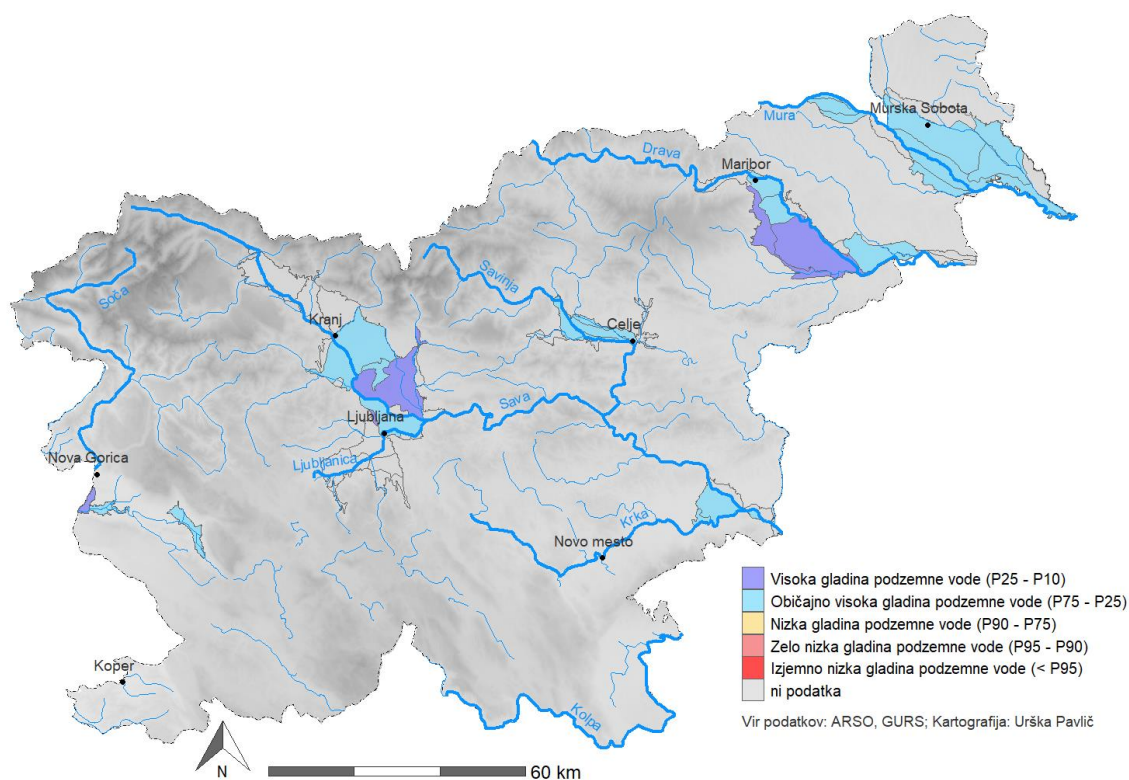 Murska Sobota
Mura
Drava
Maribor
Savinja
Soča
Kranj
Celje
Sava
Ljubljana
Ljubljanica
Nova Gorica
Krka
Novo mesto
Koper
Kolpa
Visoka gladina podzemne vode (P25 - P10)
Običajno visoka gladina podzemne vode (P75 - P25)
Nizka gladina podzemne vode (P90 - P75)
Zelo nizka gladina podzemne vode (P95 - P90)
Izjemno nizka gladina podzemne vode (< P95)
ni podatka
Vir podatkov: ARSO, GURS; Kartografija: Urška Pavlič
N
60 km